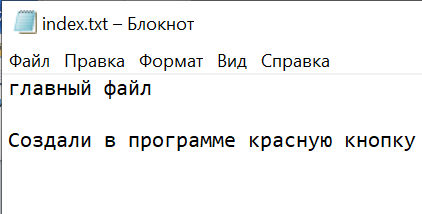 index.txt – Блокнот
Файл Правка Формат Вид Справка
главный файл
Создали в программе красную кнопку